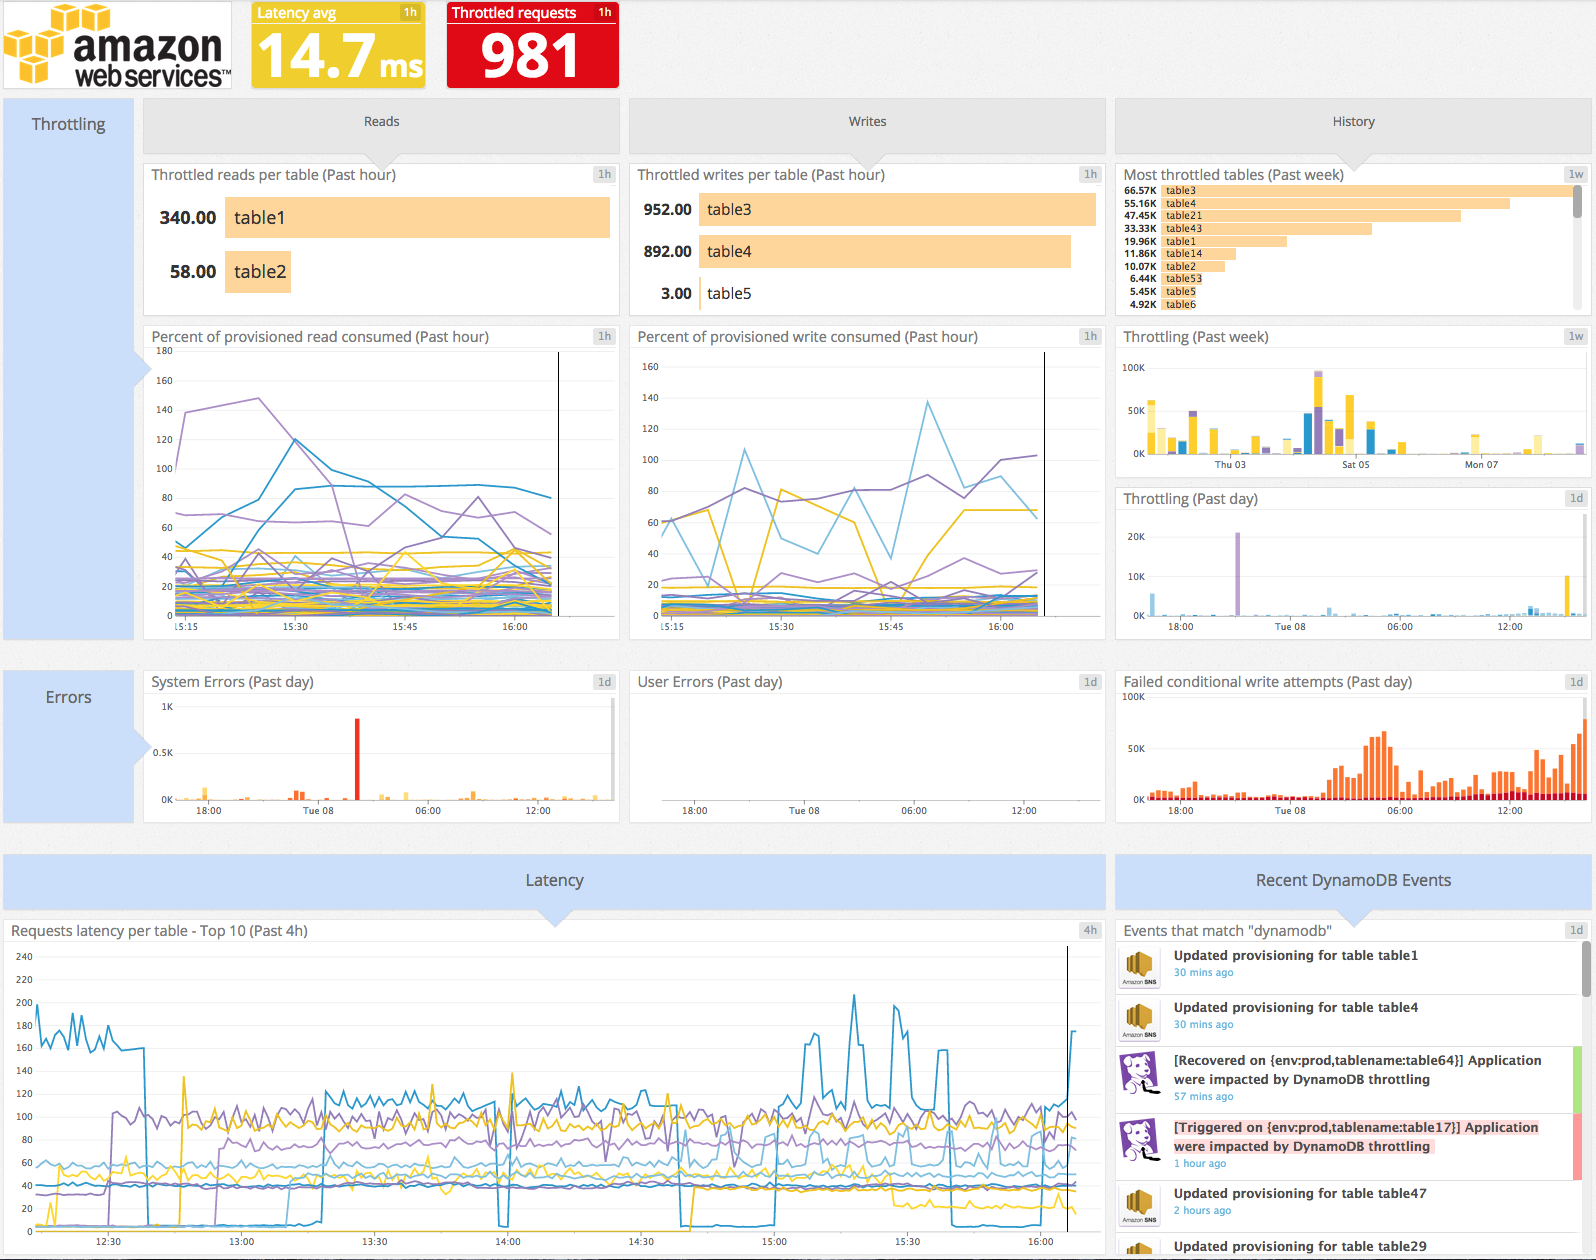 amazon
web services™
Latency avg 1h
14.7 ms
Throttled requests 1h
981
Throttling
Reads
Writes
History
Throttled reads per table (Past hour) 1h
340.00 table1
58.00 table2
Throttled writes per table (Past hour) 1h
952.00 table3
892.00 table4
3.00 table5
Most throttled tables (Past week) 1w
66.57K table3
55.16K table4
47.45K table21
33.33K table43
19.96K table1
11.86K table14
10.07K table2
6.44K table53
5.45K table5
4.92K table6
Percent of provisioned read consumed (Past hour) 1h
180
160
140
120
100
80
60
40
20
0
15:15 15:30 15:45 16:00
Percent of provisioned write consumed (Past hour) 1h
160
140
120
100
80
60
40
20
0
15:15 15:30 15:45 16:00
Throttling (Past week) 1w
100K
50K
0K
Thu 03 Sat 05 Mon 07
Throttling (Past day) 1d
20K
10K
0K
18:00 Tue 08 06:00 12:00
Errors
System Errors (Past day) 1d
1K
0.5K
0K
18:00 Tue 08 06:00 12:00
User Errors (Past day) 1d
18:00 Tue 08 06:00 12:00
Failed conditional write attempts (Past day) 1d
100K
50K
0K
18:00 Tue 08 06:00 12:00
Latency
Requests latency per table - Top 10 (Past 4h) 4h
240
220
200
180
160
140
120
100
80
60
40
20
0
12:30 13:00 13:30 14:00 14:30 15:00 15:30 16:00
Recent DynamoDB Events
Events that match "dynamodb" 1d
Amazon SNS
Updated provisioning for table table1
30 mins ago
Amazon SNS
Updated provisioning for table table4
30 mins ago
[Recovered on {env:prod,tablename:table64}] Application
were impacted by DynamoDB throttling
57 mins ago
[Triggered on {env:prod,tablename:table17}] Application
were impacted by DynamoDB throttling
1 hour ago
Amazon SNS
Updated provisioning for table table47
2 hours ago
Updated provisioning for table table29